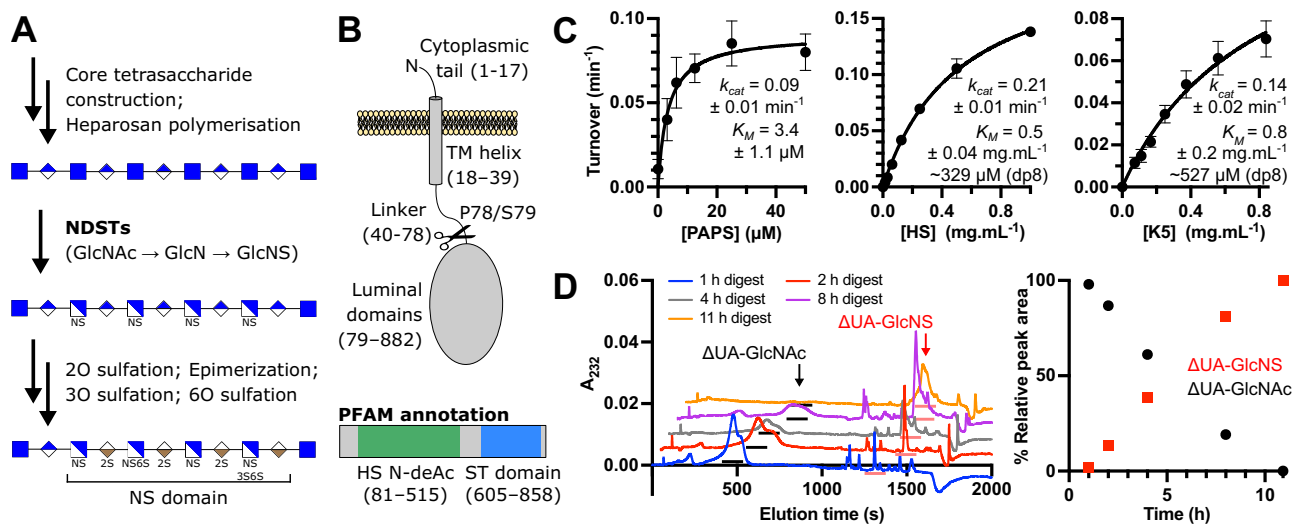 A
Core tetrasaccharide
construction;
Heparosan polymerisation
NDSTs
(GlcNAc → GlcN → GlcNS)
NS NS NS NS
2O sulfation; Epimerization;
3O sulfation; 6O sulfation
NS 2S NS6S 2S NS 2S NS
3S6S
NS domain
B
Cytoplasmic
tail (1-17)
N
TM helix
(18–39)
Linker
(40-78)
P78/S79
Luminal
domains
(79–882)
PFAM annotation
HS N-deAc
(81–515)
ST domain
(605–858)
C
Turnover (min-1)
0.10
0.05
0.00
0 20 40
[PAPS] (µM)
kcat = 0.09
± 0.01 min-1
KM = 3.4
± 1.1 µM
0.15
0.10
0.05
0.00
0.0 0.5 1.0
[HS] (mg.mL-1)
kcat = 0.21
± 0.01 min-1
KM = 0.5
± 0.04 mg.mL-1
~329 µM (dp8)
0.08
0.06
0.04
0.02
0.00
0.0 0.2 0.4 0.6 0.8
[K5] (mg.mL-1)
kcat = 0.14
± 0.02 min-1
KM = 0.8
± 0.2 mg.mL-1
~527 µM (dp8)
D
A232
0.06
0.04
0.02
0.00
500 1000 1500 2000
Elution time (s)
1 h digest
2 h digest
4 h digest
8 h digest
11 h digest
ΔUA-GlcNAc
ΔUA-GlcNS
% Relative peak area
100
50
0
0 5 10
Time (h)
ΔUA-GlcNS
ΔUA-GlcNAc